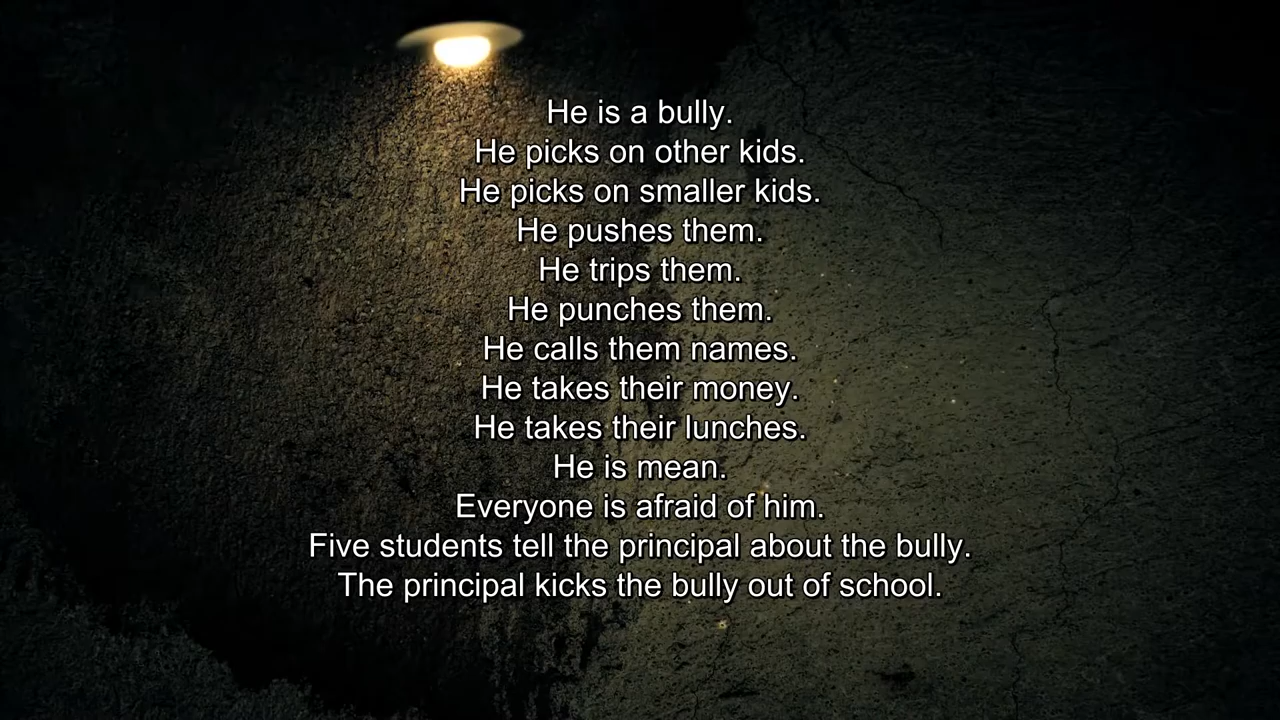 He is a bully.
He picks on other kids.
He picks on smaller kids.
He pushes them.
He trips them.
He punches them.
He calls them names.
He takes their money.
He takes their lunches.
He is mean.
Everyone is afraid of him.
Five students tell the principal about the bully.
The principal kicks the bully out of school.